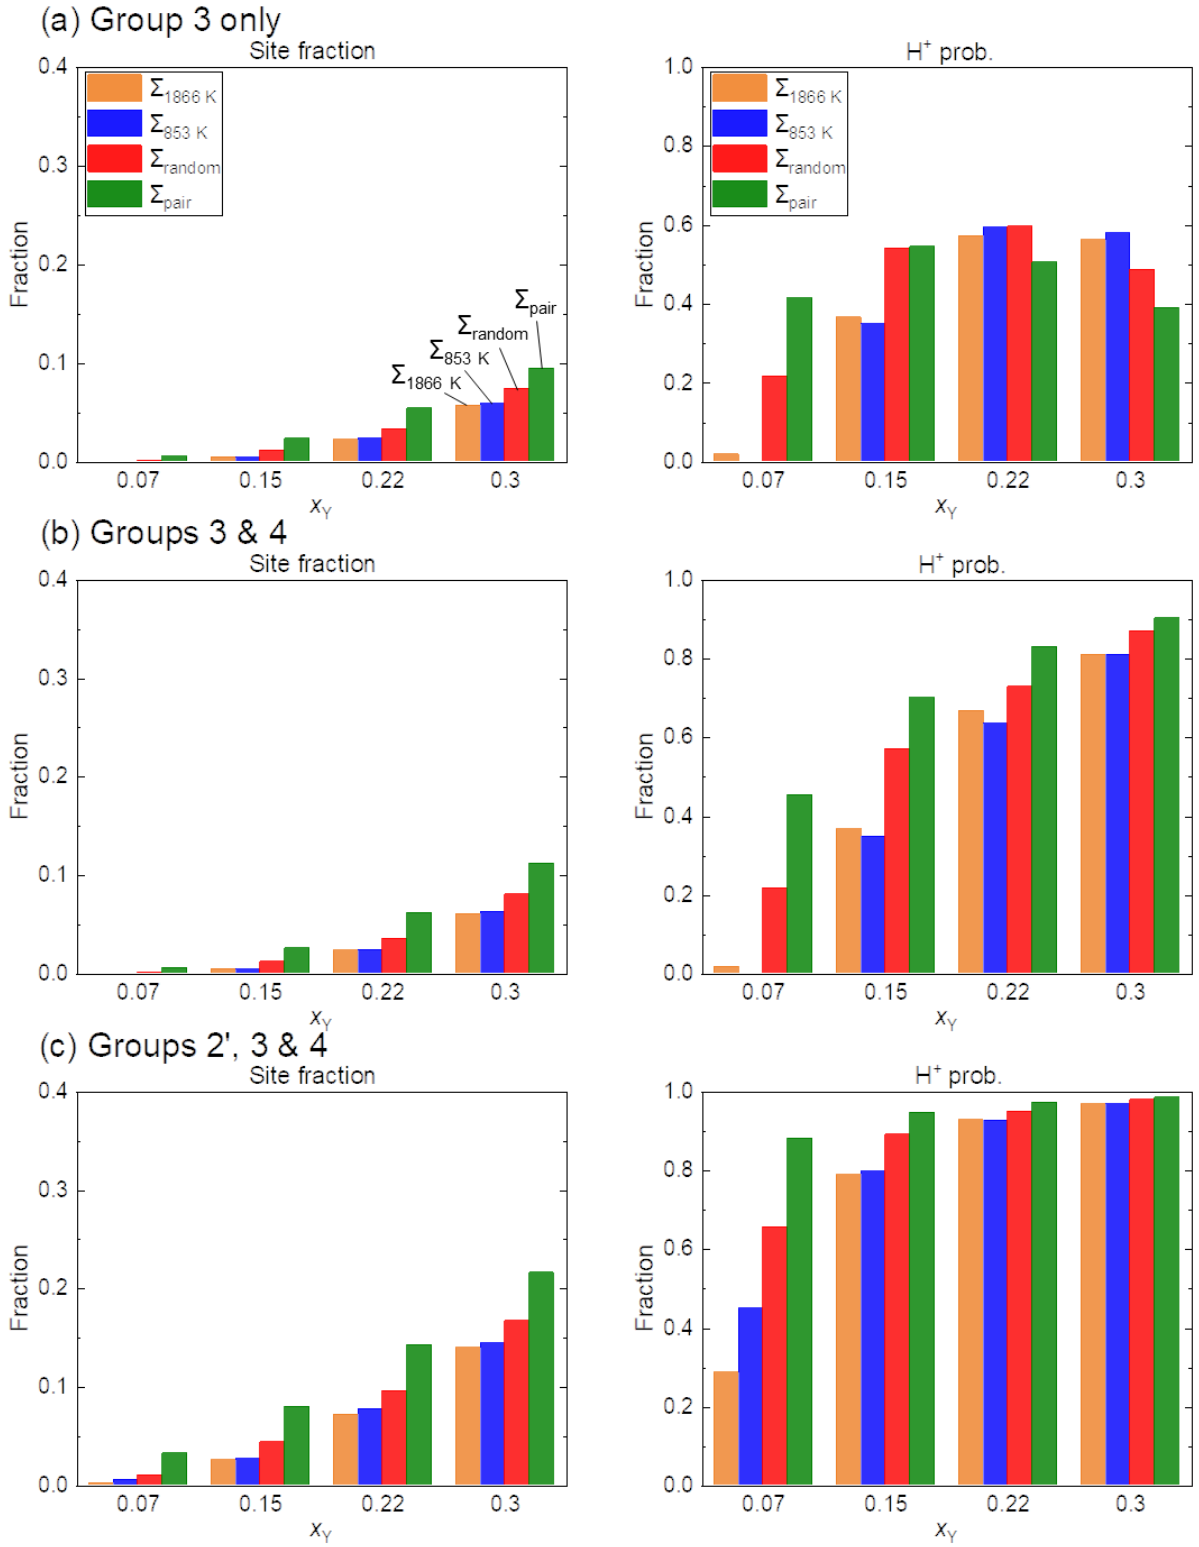 (a) Group 3 only
Site fraction
0.4
0.3
0.2
0.1
0.0
Fraction
Σ1866 K
Σ853 K
Σrandom
Σpair
Σpair
Σrandom
Σ853 K
Σ1866 K
0.07 0.15 0.22 0.3
xY
H+ prob.
1.0
0.8
0.6
0.4
0.2
0.0
Fraction
Σ1866 K
Σ853 K
Σrandom
Σpair
0.07 0.15 0.22 0.3
xY
(b) Groups 3 & 4
Site fraction
0.4
0.3
0.2
0.1
0.0
Fraction
0.07 0.15 0.22 0.3
xY
H+ prob.
1.0
0.8
0.6
0.4
0.2
0.0
Fraction
0.07 0.15 0.22 0.3
xY
(c) Groups 2', 3 & 4
Site fraction
0.4
0.3
0.2
0.1
0.0
Fraction
0.07 0.15 0.22 0.3
xY
H+ prob.
1.0
0.8
0.6
0.4
0.2
0.0
Fraction
0.07 0.15 0.22 0.3
xY